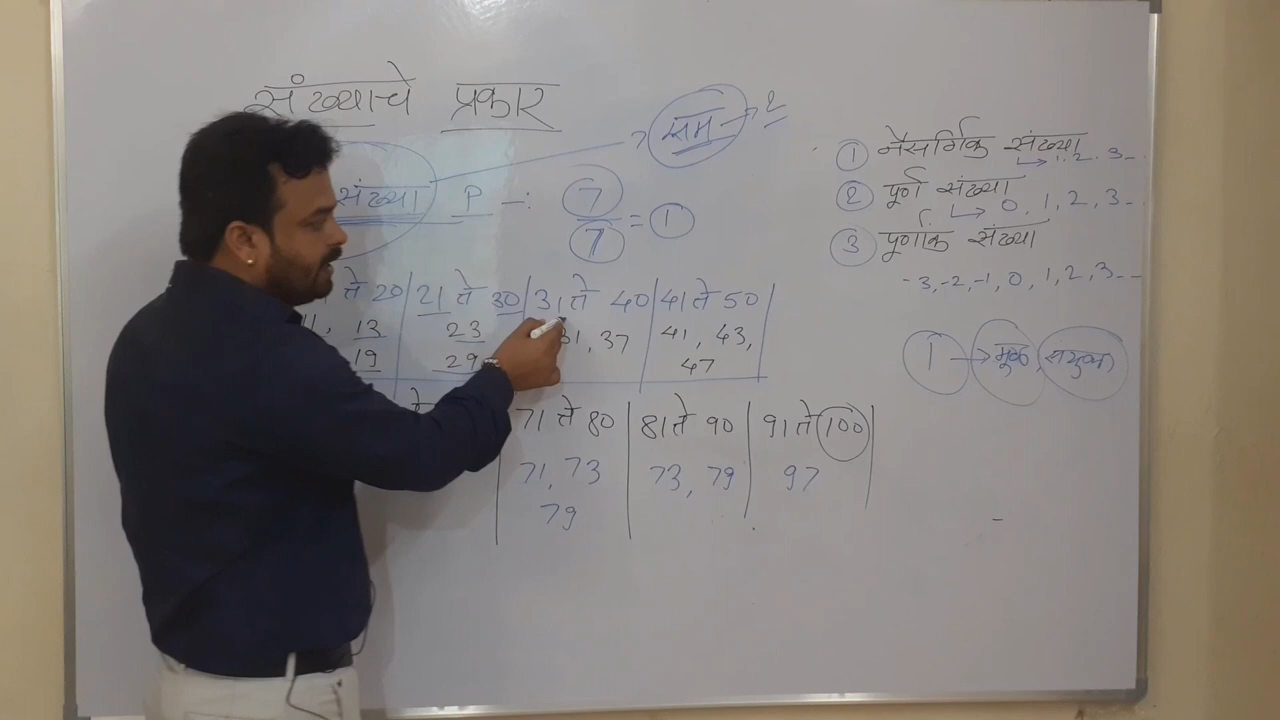 संख्याचे प्रकार
सम → २
संख्या P -: 7/7 = 1
ते 20 | 21 ते 30 | 31 ते 40 | 41 ते 50
11, 13 | 23 | 31, 37 | 41, 43,
19 | 29 | 47
71 ते 80 | 81 ते 90 | 91 ते 100
71, 73 | 73, 79 | 97
79
1 नैसर्गिक संख्या
→ 1, 2, 3 - -
2 पूर्ण संख्या
→ 0, 1, 2, 3 - -
3 पूर्णांक संख्या
-3, -2, -1, 0, 1, 2, 3 - -
1 → मूळ, संयुक्त